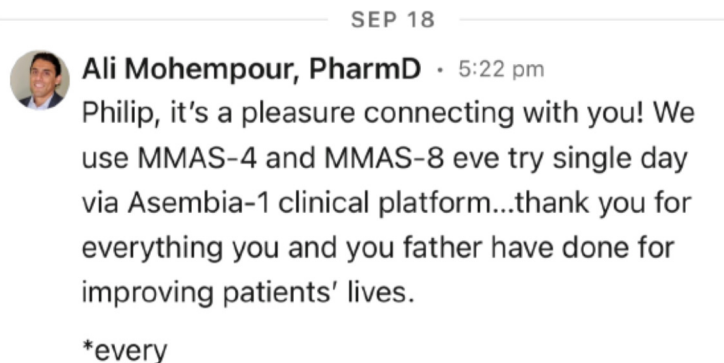 SEP 18
Ali Mohempour, PharmD · 5:22 pm
Philip, it's a pleasure connecting with you! We
use MMAS-4 and MMAS-8 eve try single day
via Asembia-1 clinical platform...thank you for
everything you and you father have done for
improving patients' lives.
*every